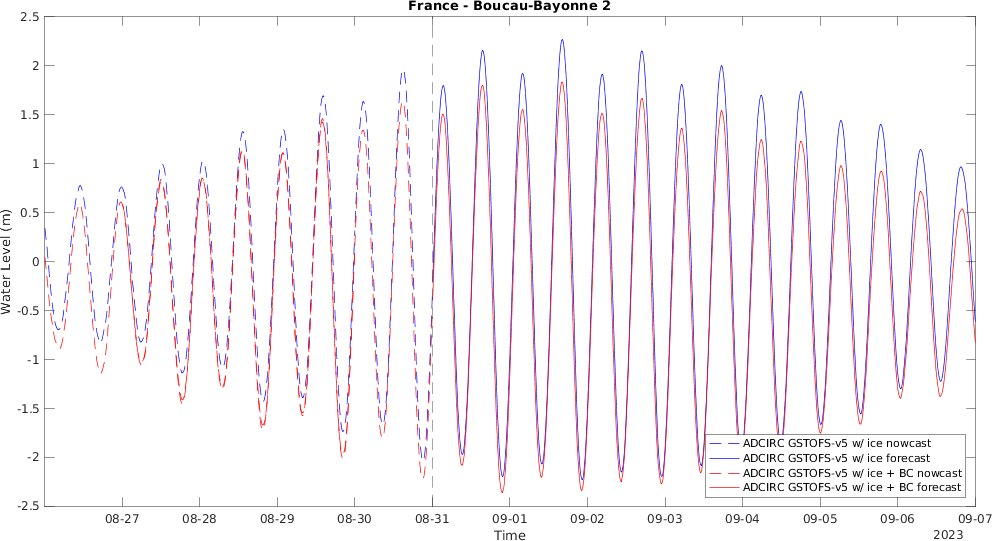 France - Boucau-Bayonne 2
2.5
2
1.5
1
0.5
0
-0.5
-1
-1.5
-2
-2.5
Water Level (m)
ADCIRC GSTOFS-v5 w/ ice nowcast
ADCIRC GSTOFS-v5 w/ ice forecast
ADCIRC GSTOFS-v5 w/ ice + BC nowcast
ADCIRC GSTOFS-v5 w/ ice + BC forecast
08-27 08-28 08-29 08-30 08-31 09-01 09-02 09-03 09-04 09-05 09-06 09-07
Time
2023